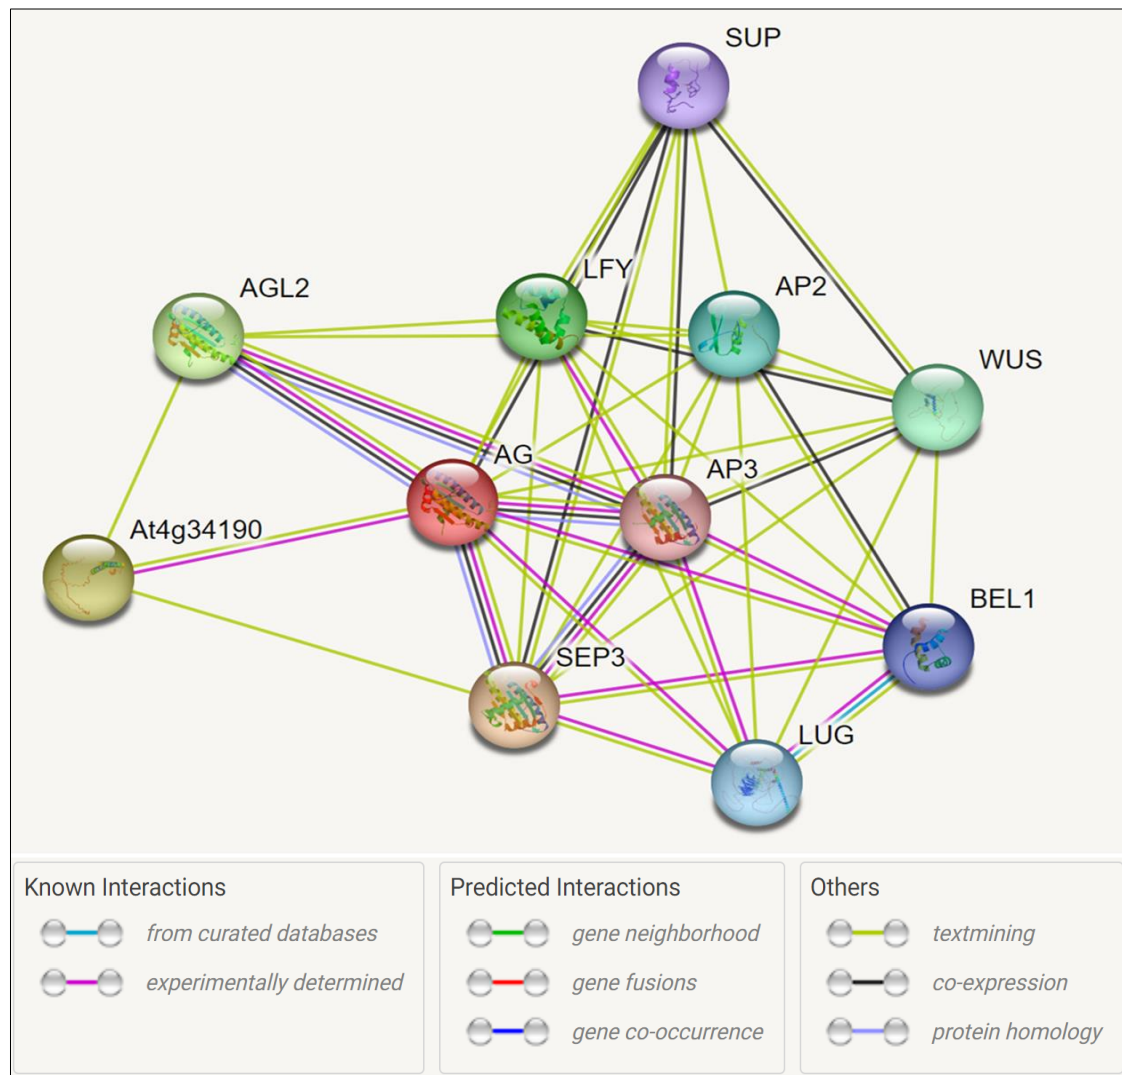 SUP
LFY
AGL2
AP2
WUS
AG
AP3
At4g34190
BEL1
SEP3
LUG
Known Interactions
from curated databases
experimentally determined
Predicted Interactions
gene neighborhood
gene fusions
gene co-occurrence
Others
textmining
co-expression
protein homology